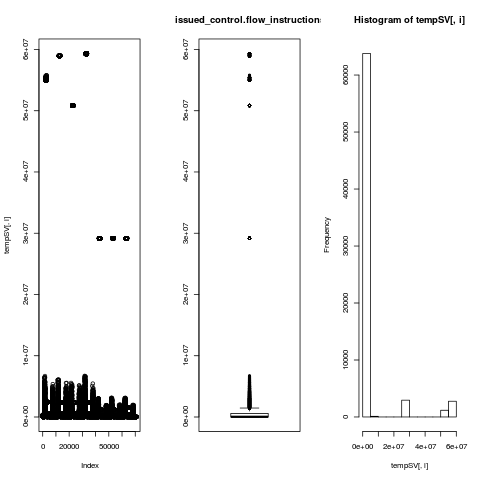 issued_control.flow_instructions
Histogram of tempSV[, i]
tempSV[, i]
0e+00
1e+07
2e+07
3e+07
4e+07
5e+07
6e+07
0
20000
50000
Index
0e+00
1e+07
2e+07
3e+07
4e+07
5e+07
6e+07
Frequency
0
10000
20000
30000
40000
50000
60000
0e+00 2e+07 4e+07 6e+07
tempSV[, i]